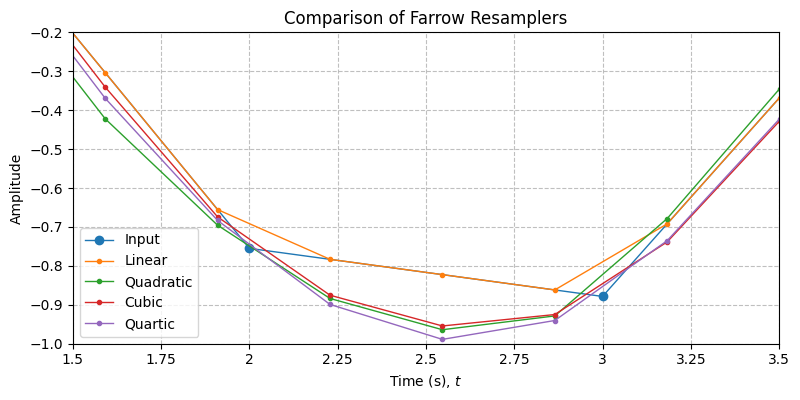 Comparison of Farrow Resamplers
Amplitude
−0.2
−0.3
−0.4
−0.5
−0.6
−0.7
−0.8
−0.9
−1.0
Input
Linear
Quadratic
Cubic
Quartic
1.5 1.75 2 2.25 2.5 2.75 3 3.25 3.5
Time (s), t